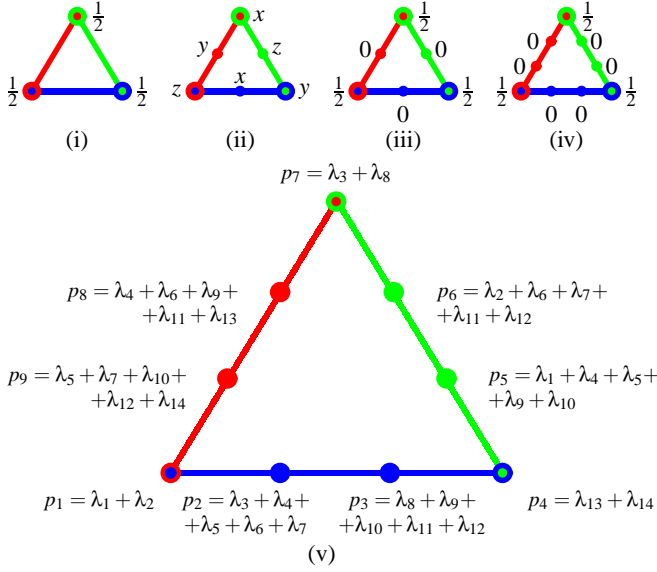 1/2 x 1/2 1/2
y z 0 0 0 0
0 0
1/2 1/2 z x y 1/2 1/2 1/2 1/2
0 0 0
(i) (ii) (iii) (iv)
p₇ = λ₃ + λ₈
p₈ = λ₄ + λ₆ + λ₉ +
+λ₁₁ + λ₁₃
p₆ = λ₂ + λ₆ + λ₇ +
+λ₁₁ + λ₁₂
p₉ = λ₅ + λ₇ + λ₁₀ +
+λ₁₂ + λ₁₄
p₅ = λ₁ + λ₄ + λ₅ +
+λ₉ + λ₁₀
p₁ = λ₁ + λ₂
p₂ = λ₃ + λ₄ +
+λ₅ + λ₆ + λ₇
p₃ = λ₈ + λ₉ +
+λ₁₀ + λ₁₁ + λ₁₂
p₄ = λ₁₃ + λ₁₄
(v)